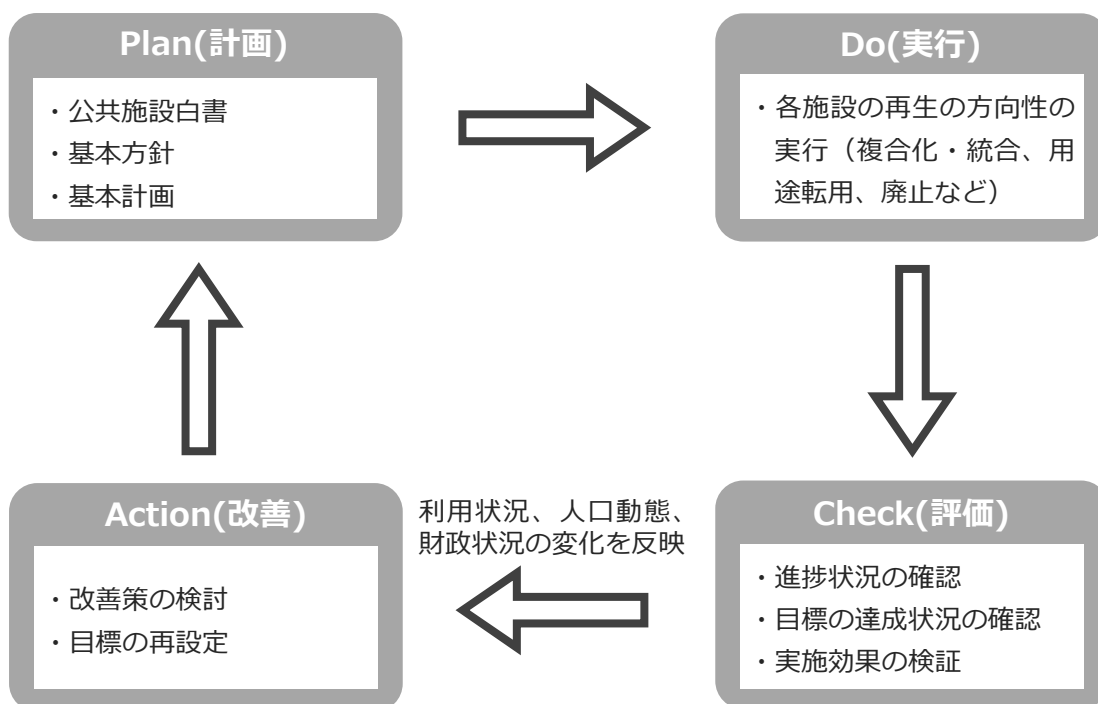 Plan(計画)
・公共施設白書
・基本方針
・基本計画
Do(実行)
・各施設の再生の方向性の
実行（複合化・統合、用
途転用、廃止など）
Check(評価)
・進捗状況の確認
・目標の達成状況の確認
・実施効果の検証
利用状況、人口動態、
財政状況の変化を反映
Action(改善)
・改善策の検討
・目標の再設定